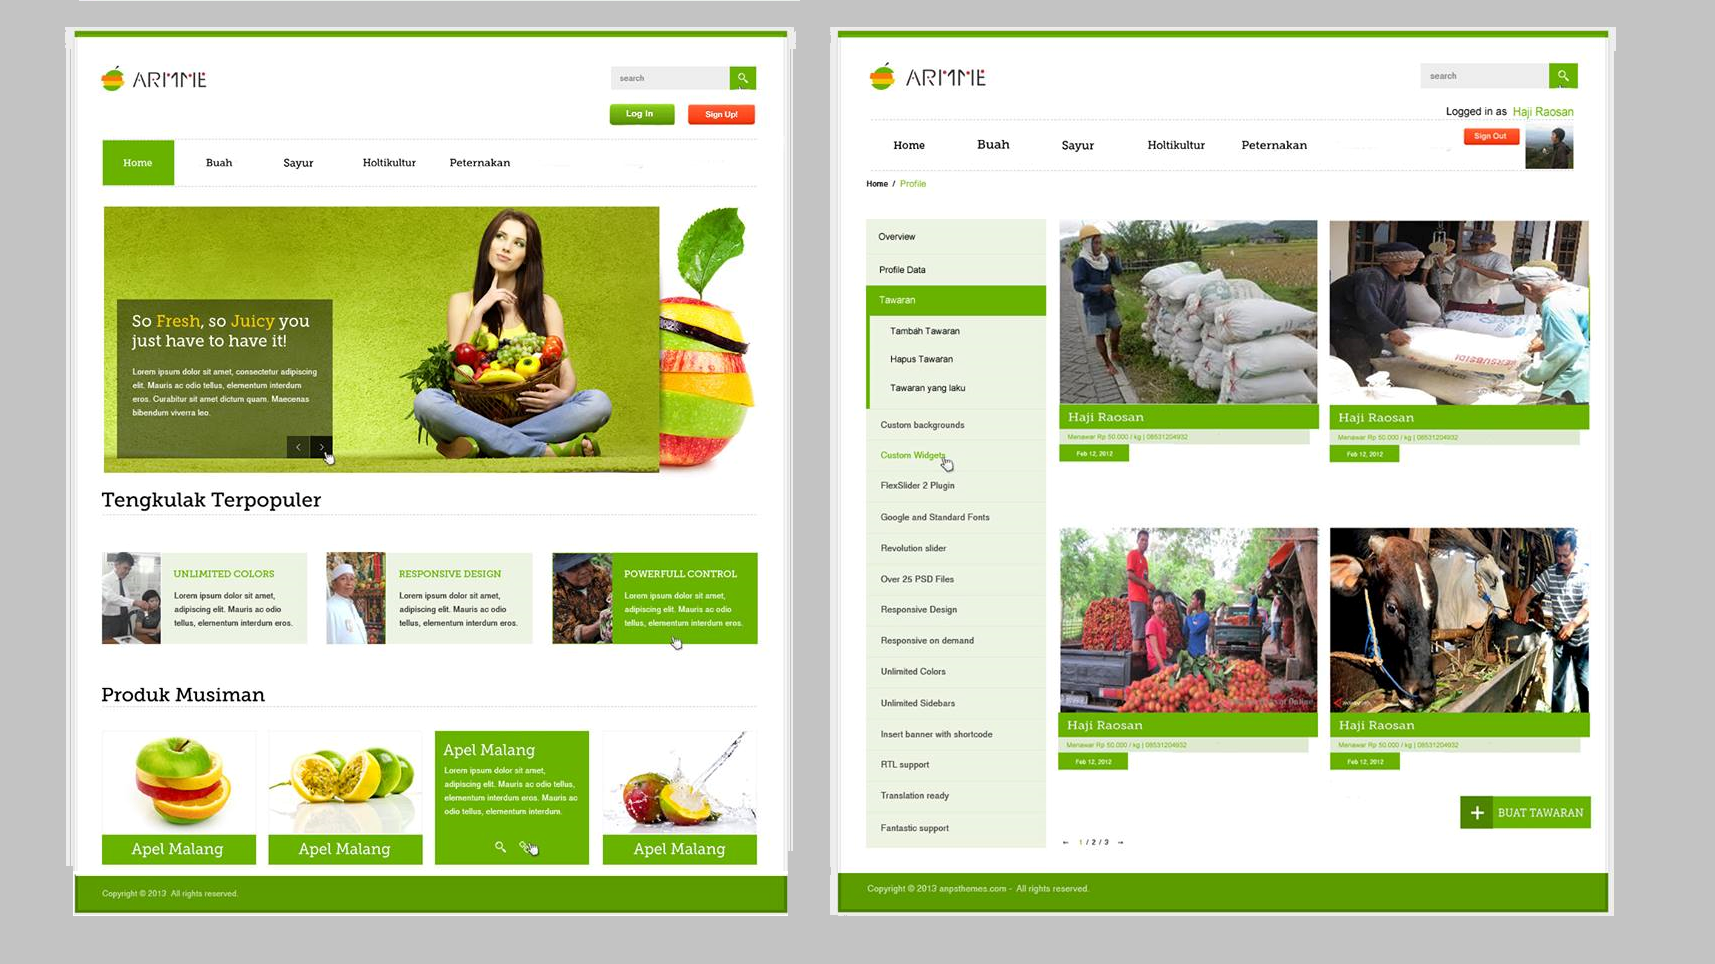 ARMME
search
Log In
Sign Up!
Home
Buah
Sayur
Holtikultur
Peternakan
So Fresh, so Juicy you
just have to have it!
Lorem ipsum dolor sit amet, consectetur adipiscing
elit. Mauris ac odio tellus, elementum interdum
eros. Curabitur sit amet dictum quam. Maecenas
bibendum viverra leo.
Tengkulak Terpopuler
UNLIMITED COLORS
Lorem ipsum dolor sit amet,
adipiscing elit. Mauris ac odio
tellus, elementum interdum eros.
RESPONSIVE DESIGN
Lorem ipsum dolor sit amet,
adipiscing elit. Mauris ac odio
tellus, elementum interdum eros.
POWERFULL CONTROL
Lorem ipsum dolor sit amet,
adipiscing elit. Mauris ac odio
tellus, elementum interdum eros.
Produk Musiman
Apel Malang
Apel Malang
Apel Malang
Lorem ipsum dolor sit amet,
adipiscing elit. Mauris ac odio tellus,
elementum interdum eros. Mauris ac
odio tellus, elementum interdum.
Apel Malang
Copyright © 2013 All rights reserved.
ARMME
search
Logged in as Haji Raosan
Sign Out
Home
Buah
Sayur
Holtikultur
Peternakan
Home / Profile
Overview
Profile Data
Tawaran
Tambah Tawaran
Hapus Tawaran
Tawaran yang laku
Custom backgrounds
Custom Widgets
FlexSlider 2 Plugin
Google and Standard Fonts
Revolution slider
Over 25 PSD Files
Responsive Design
Responsive on demand
Unlimited Colors
Unlimited Sidebars
Insert banner with shortcode
RTL support
Translation ready
Fantastic support
Haji Raosan
Menawar Rp 50.000 / kg | 08531204932
Feb 12, 2012
Haji Raosan
Menawar Rp 50.000 / kg | 08531204932
Feb 12, 2012
Haji Raosan
Menawar Rp 50.000 / kg | 08531204932
Feb 12, 2012
Haji Raosan
Menawar Rp 50.000 / kg | 08531204932
Feb 12, 2012
+ BUAT TAWARAN
← 1 / 2 / 3 →
Copyright © 2013 anpsthemes.com - All rights reserved.